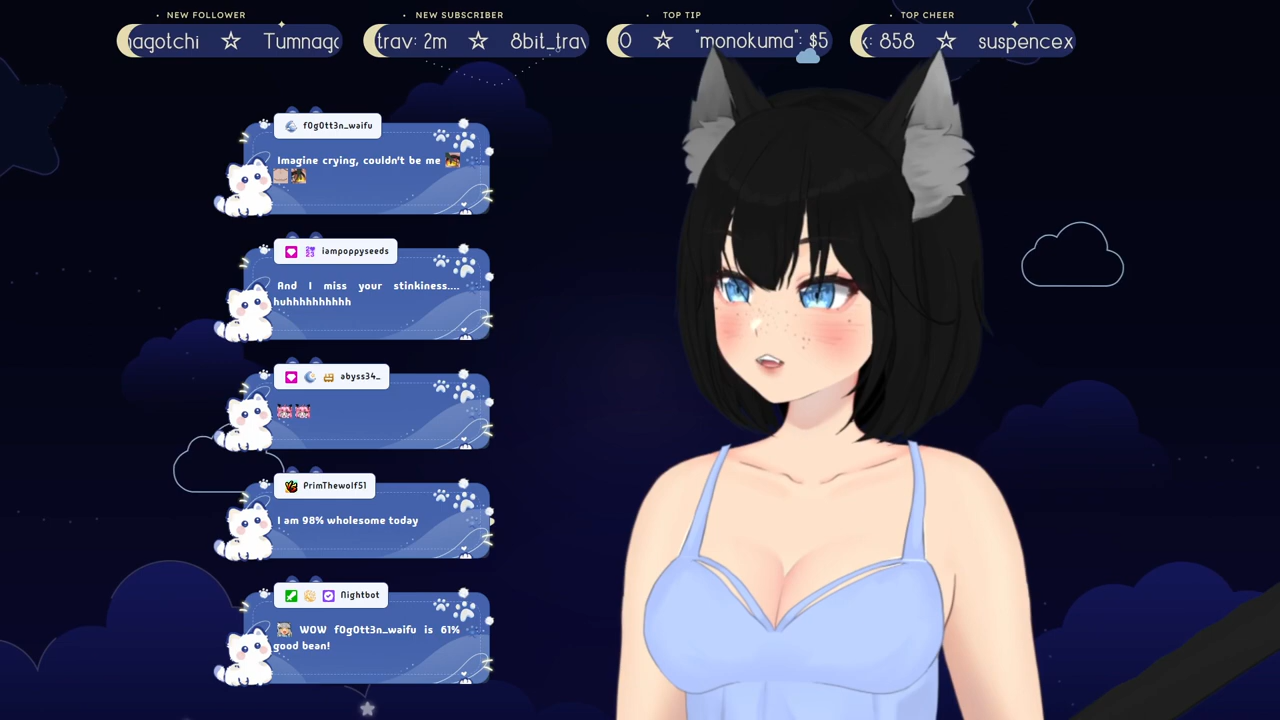 NEW FOLLOWER
NEW SUBSCRIBER
TOP TIP
TOP CHEER
agotchi ☆ Tumnago
trav: 2m ☆ 8bit_trav
0 ☆ "monokuma": $5
: 858 ☆ suspencex
f0g0tt3n_waifu
Imagine crying, couldn't be me
iampoppyseeds
And I miss your stinkiness....
huhhhhhhhhhh
abyss34_
PrimThewolf51
I am 98% wholesome today
Nightbot
WOW f0g0tt3n_waifu is 61%
good bean!